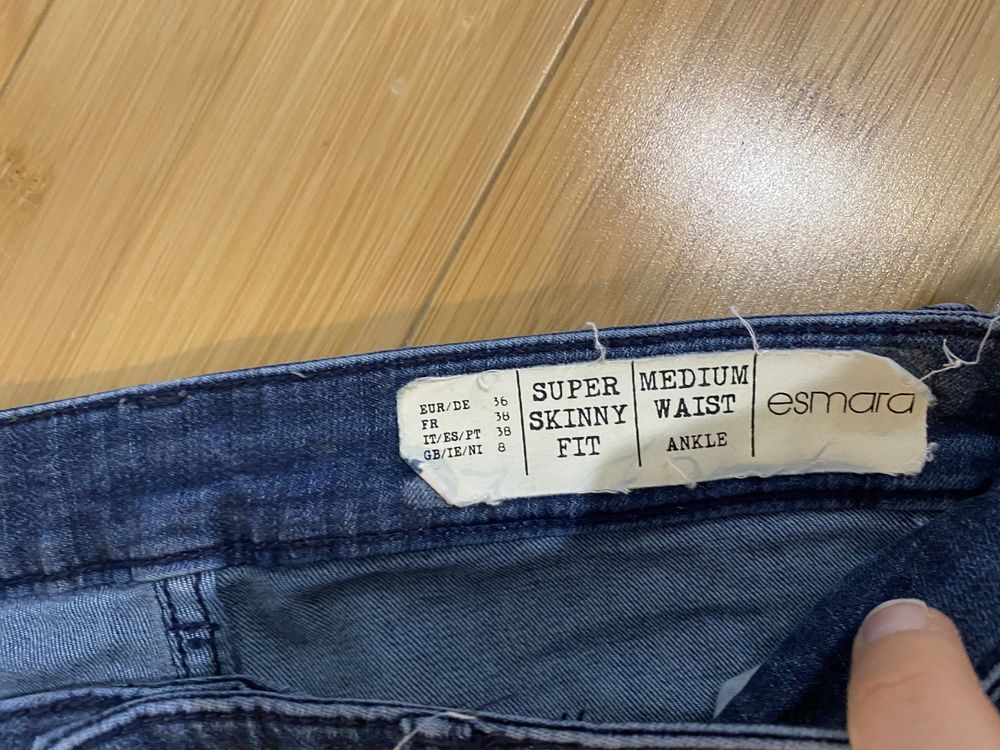 EUR/DE 36
FR 38
IT/ES/PT 38
GB/IE/NI 8
SUPER
SKINNY
FIT
MEDIUM
WAIST
ANKLE
esmara